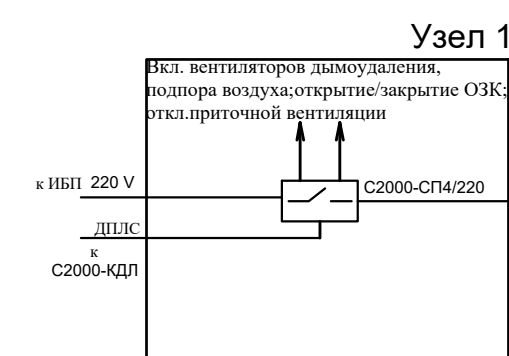 Узел 1
Вкл. вентиляторов дымоудаления,
подпора воздуха;открытие/закрытие ОЗК;
откл.приточной вентиляции
к ИБП 220 V
С2000-СП4/220
ДПЛС
к
С2000-КДЛ